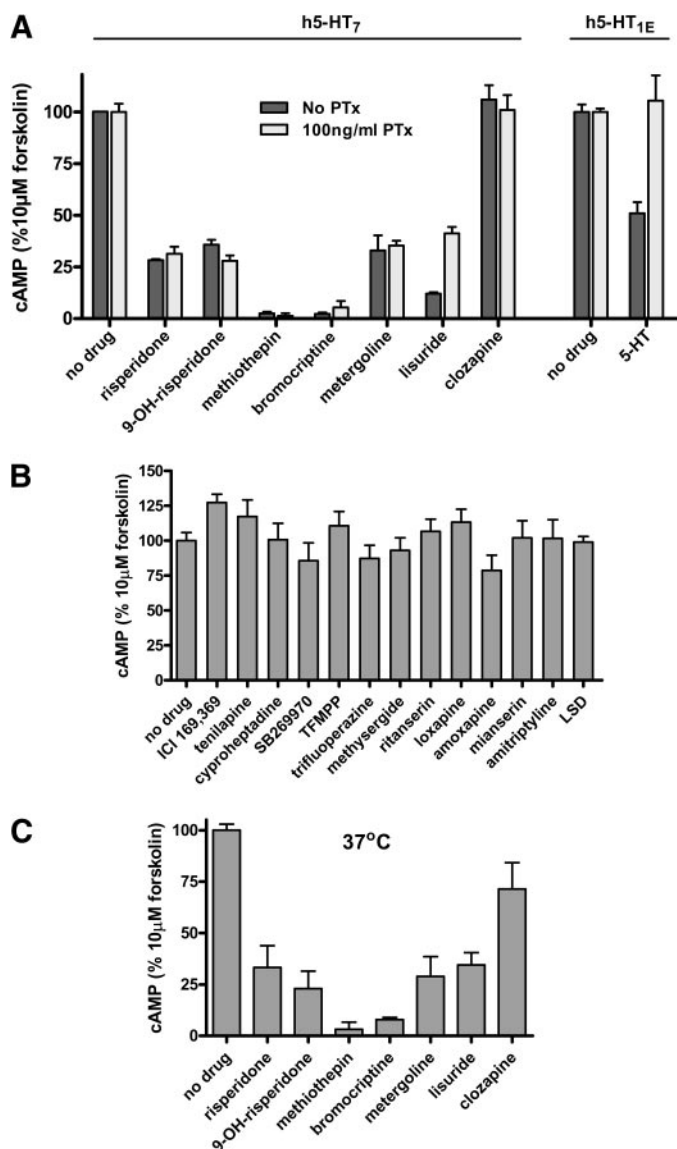 A
h5-HT7
h5-HT1E
No PTx
100ng/ml PTx
cAMP (%10µM forskolin)
100
75
50
25
0
no drug
risperidone
9-OH-risperidone
methiothepin
bromocriptine
metergoline
lisuride
clozapine
no drug
5-HT
B
cAMP (% 10µM forskolin)
150
125
100
75
50
25
0
no drug
ICI 169,369
tenilapine
cyproheptadine
SB269970
TFMPP
trifluoperazine
methysergide
ritanserin
loxapine
amoxapine
mianserin
amitriptyline
LSD
C
37°C
cAMP (% 10µM forskolin)
100
75
50
25
0
no drug
risperidone
9-OH-risperidone
methiothepin
bromocriptine
metergoline
lisuride
clozapine